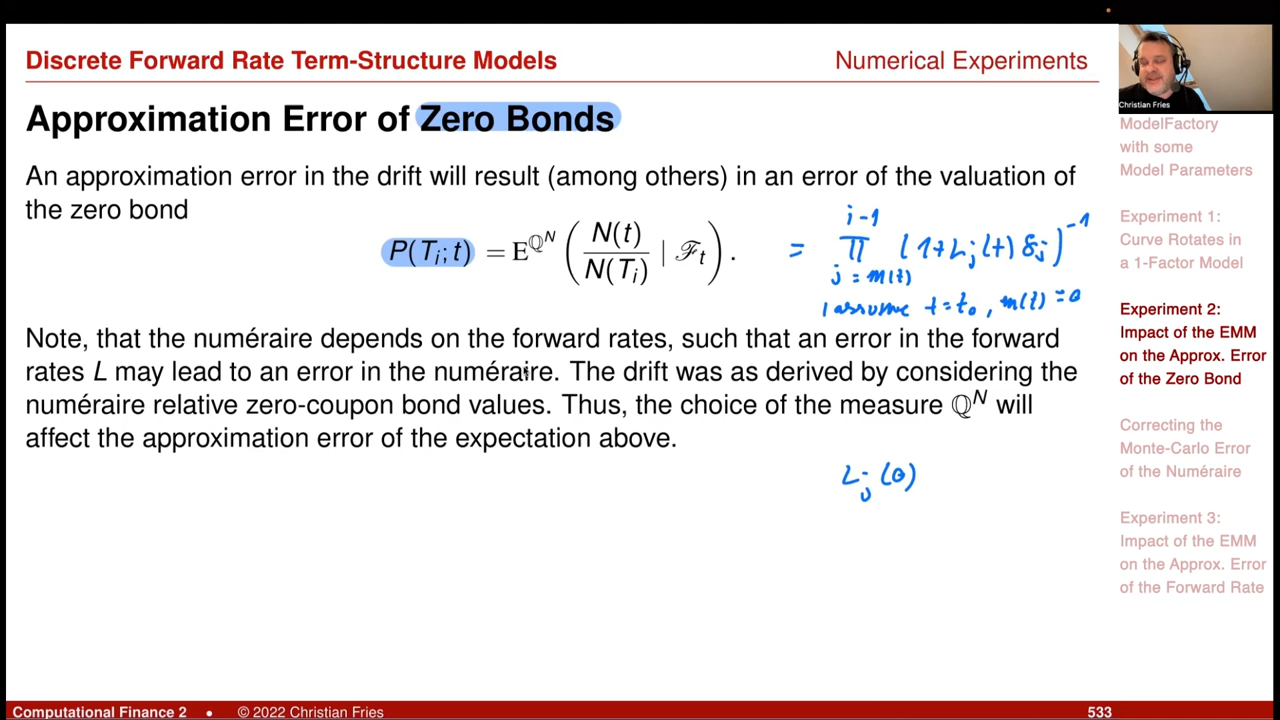 Discrete Forward Rate Term-Structure Models
Numerical Experiments
Christian Fries
Approximation Error of Zero Bonds
An approximation error in the drift will result (among others) in an error of the valuation of
the zero bond
P(T_i; t) = E^{ℚ^N} ( N(t) / N(T_i) | ℱ_t ) .
= ∏_{j=m(t)}^{i-1} (1+L_j(t) δ_j)^{-1}
assume t=t_0, m(t)=0
Note, that the numéraire depends on the forward rates, such that an error in the forward
rates L may lead to an error in the numéraire. The drift was as derived by considering the
numéraire relative zero-coupon bond values. Thus, the choice of the measure ℚ^N will
affect the approximation error of the expectation above.
L_j(0)
ModelFactory
with some
Model Parameters
Experiment 1:
Curve Rotates in
a 1-Factor Model
Experiment 2:
Impact of the EMM
on the Approx. Error
of the Zero Bond
Correcting the
Monte-Carlo Error
of the Numéraire
Experiment 3:
Impact of the EMM
on the Approx. Error
of the Forward Rate
Computational Finance 2 • © 2022 Christian Fries
533